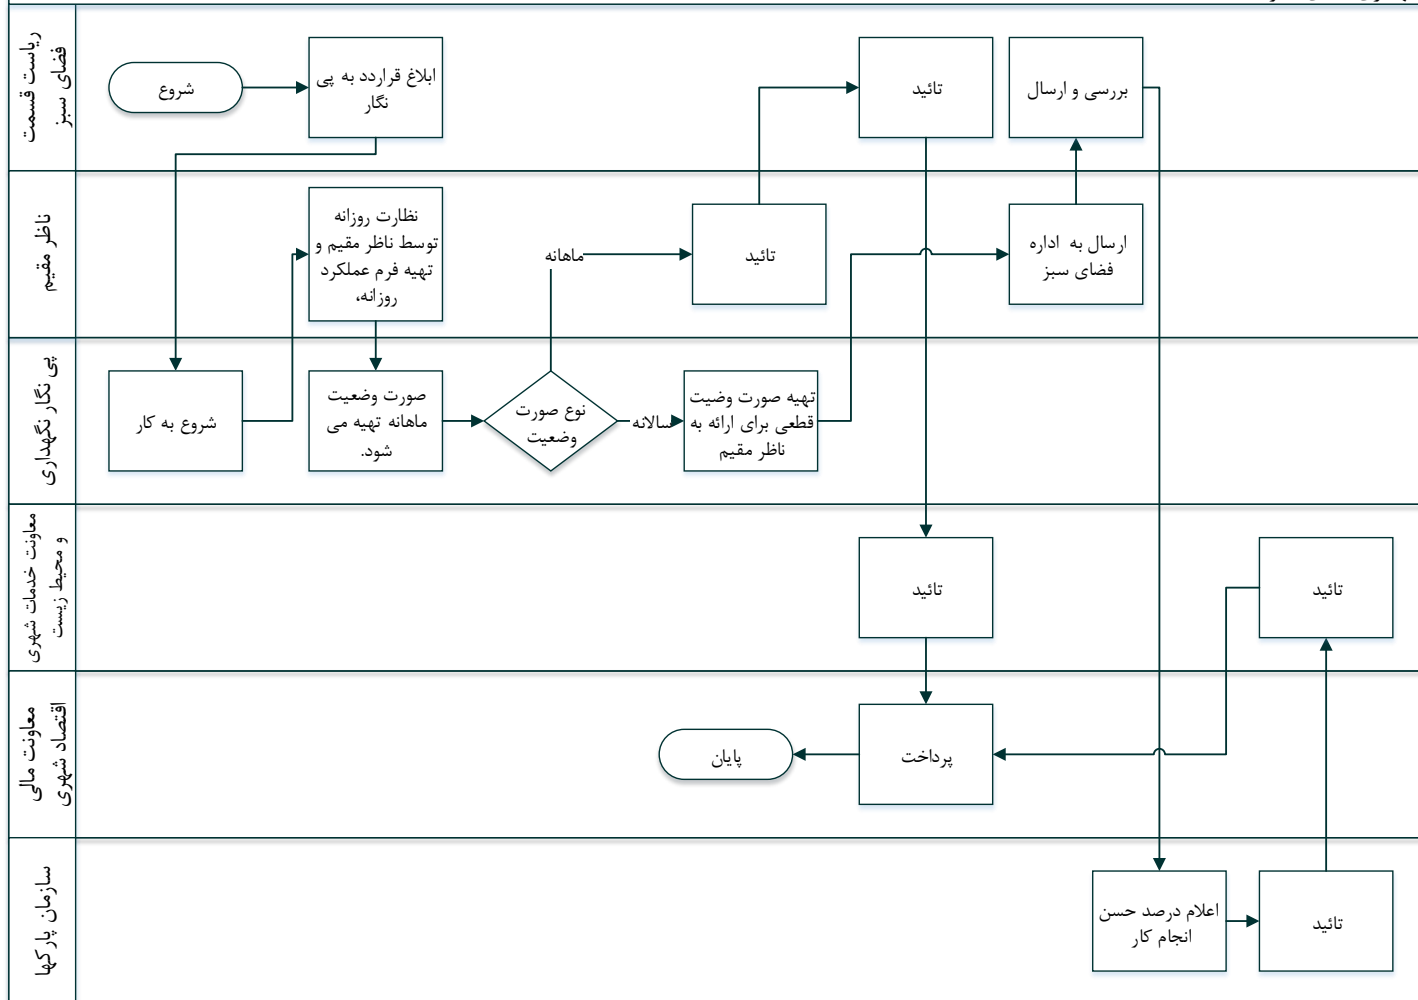 ریاست قسمت
فضای سبز
شروع
ابلاغ قراردد به پی
نگار
تائید
بررسی و ارسال
ناظر مقیم
نظارت روزانه
توسط ناظر مقیم و
تهیه فرم عملکرد
روزانه،
ماهانه
تائید
ارسال به اداره
فضای سبز
پی نگار نگهداری
شروع به کار
صورت وضعیت
ماهانه تهیه می
شود.
نوع صورت
وضعیت
سالانه
تهیه صورت وضیت
قطعی برای ارائه به
ناظر مقیم
معاونت خدمات شهری
و محیط زیست
تائید
تائید
معاونت مالی
اقتصاد شهری
پایان
پرداخت
سازمان پارکها
اعلام درصد حسن
انجام کار
تائید